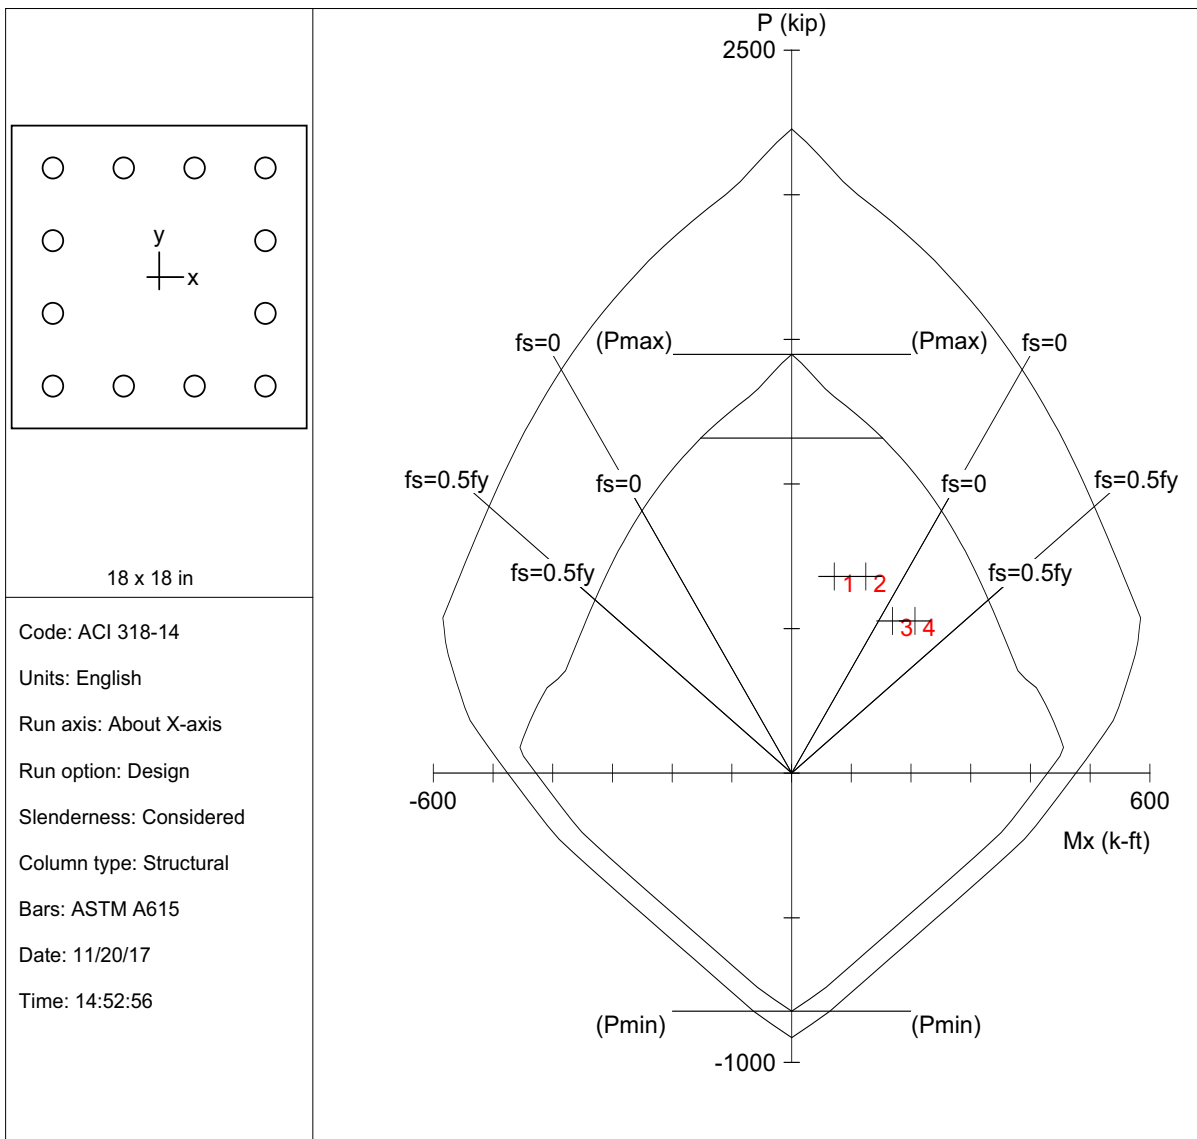 P (kip)
2500
y
x
fs=0
(Pmax)
(Pmax)
fs=0
fs=0.5fy
fs=0
fs=0
fs=0.5fy
fs=0.5fy
fs=0.5fy
1
2
3
4
18 x 18 in
Code: ACI 318-14
Units: English
Run axis: About X-axis
Run option: Design
Slenderness: Considered
Column type: Structural
Bars: ASTM A615
Date: 11/20/17
Time: 14:52:56
-600
600
Mx (k-ft)
(Pmin)
(Pmin)
-1000